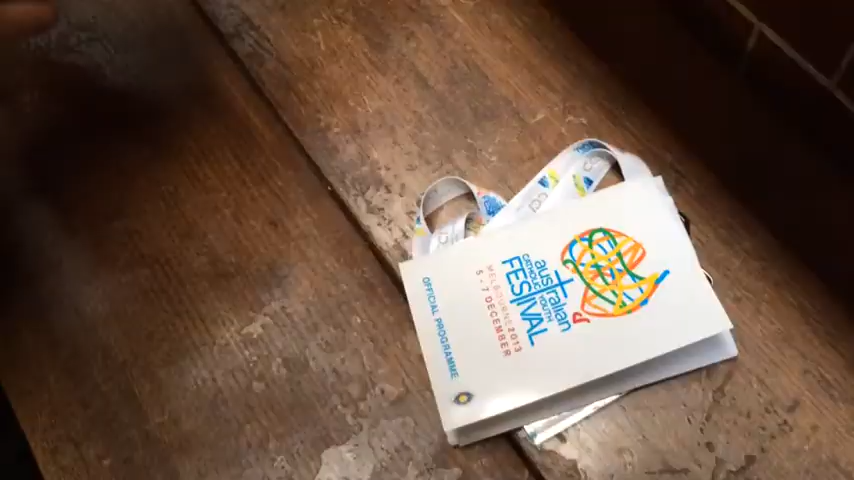 australian
CATHOLIC YOUTH
FESTIVAL
MELBOURNE 2013
5 - 7 DECEMBER
OFFICIAL PROGRAMME